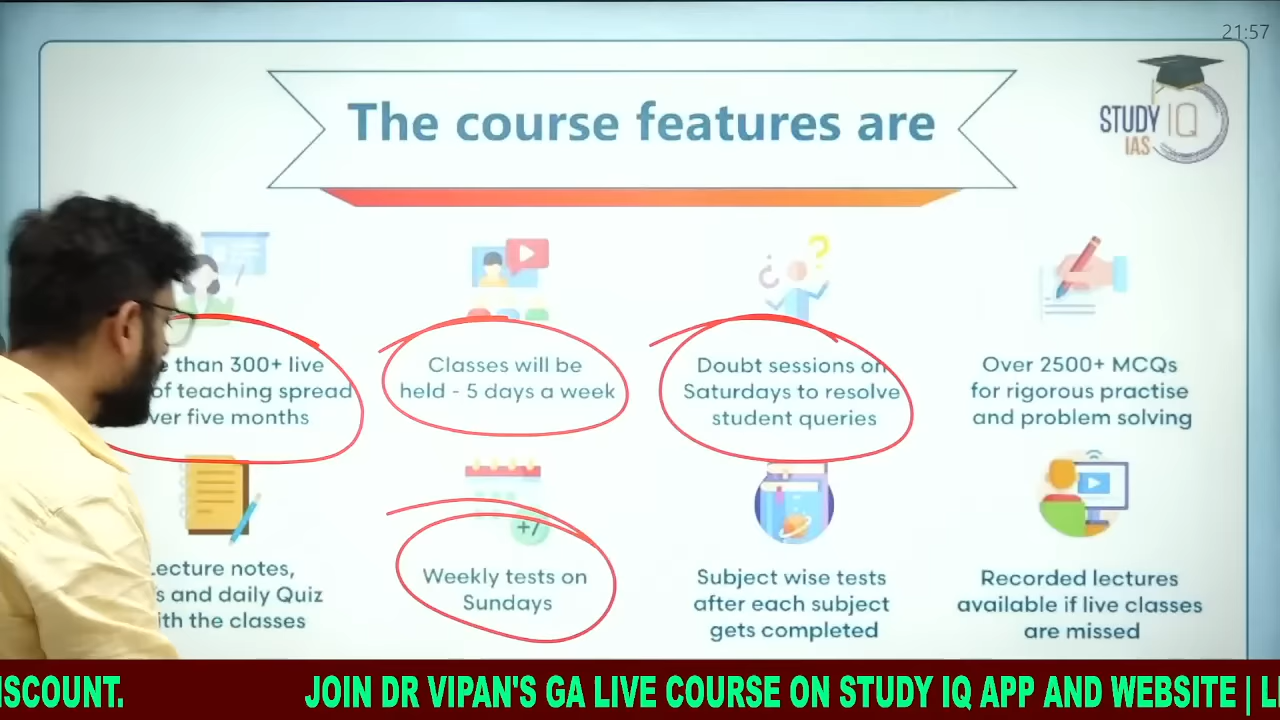 21:57
The course features are
STUDY IQ
IAS
than 300+ live
of teaching spread
five months
Classes will be
held - 5 days a week
Doubt sessions on
Saturdays to resolve
student queries
Over 2500+ MCQs
for rigorous practise
and problem solving
+7
notes,
and daily Quiz
the classes
Weekly tests on
Sundays
Subject wise tests
after each subject
gets completed
Recorded lectures
available if live classes
are missed
JOIN DR VIPAN'S GA LIVE COURSE ON STUDY IQ APP AND WEBSITE |